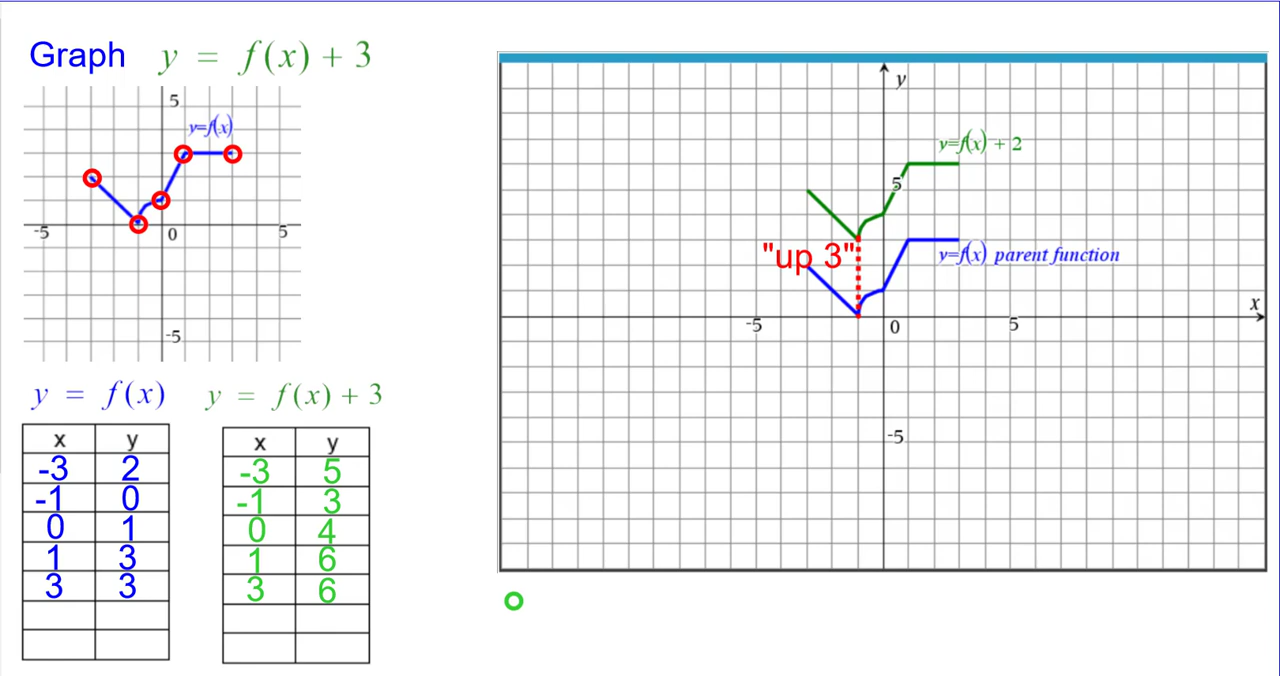 Graph y = f(x) + 3
5
y=f(x)
-5 0 5
-5
y = f(x)
x y
-3 2
-1 0
0 1
1 3
3 3
y = f(x) + 3
x y
-3 5
-1 3
0 4
1 6
3 6
y
y=f(x) + 2
5
"up 3"
y=f(x) parent function
x
-5 0 5
-5